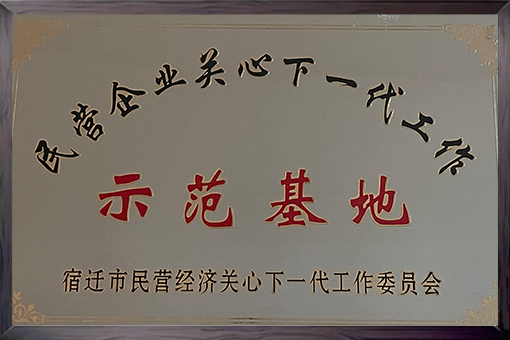 民营企业关心下一代工作
示范基地
宿迁市民营经济关心下一代工作委员会